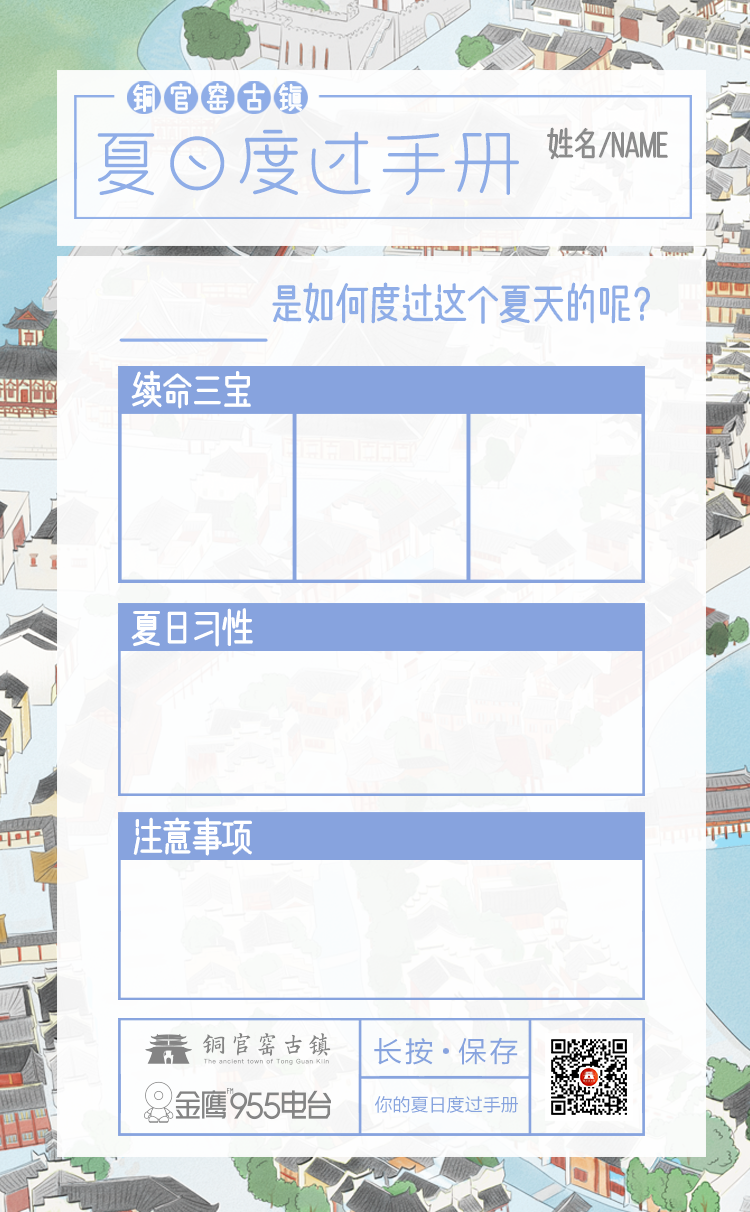 铜官窑古镇
夏日度过手册
姓名/NAME
是如何度过这个夏天的呢？
续命三宝
夏日习性
注意事项
铜官窑古镇
The ancient town of Tong Guan Kiln
金鹰955电台
FM
长按·保存
你的夏日度过手册